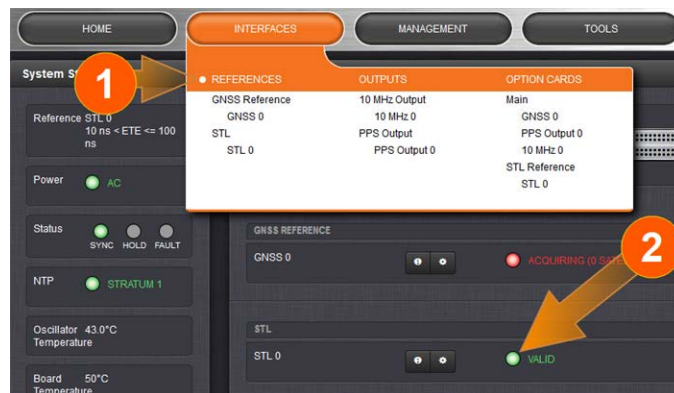 HOME
INTERFACES
MANAGEMENT
TOOLS
System
1
REFERENCES
OUTPUTS
OPTION CARDS
GNSS Reference
GNSS 0
STL
STL 0
10 MHz Output
10 MHz 0
PPS Output
PPS Output 0
Main
GNSS 0
PPS Output 0
10 MHz 0
STL Reference
STL 0
Reference STL 0
10 ns < ETE <= 100
ns
Power AC
Status
SYNC HOLD FAULT
NTP STRATUM 1
Oscillator 43.0°C
Temperature
Board 50°C
Temperature
GNSS REFERENCE
GNSS 0 ACQUIRING (0
2
STL
STL 0 VALID